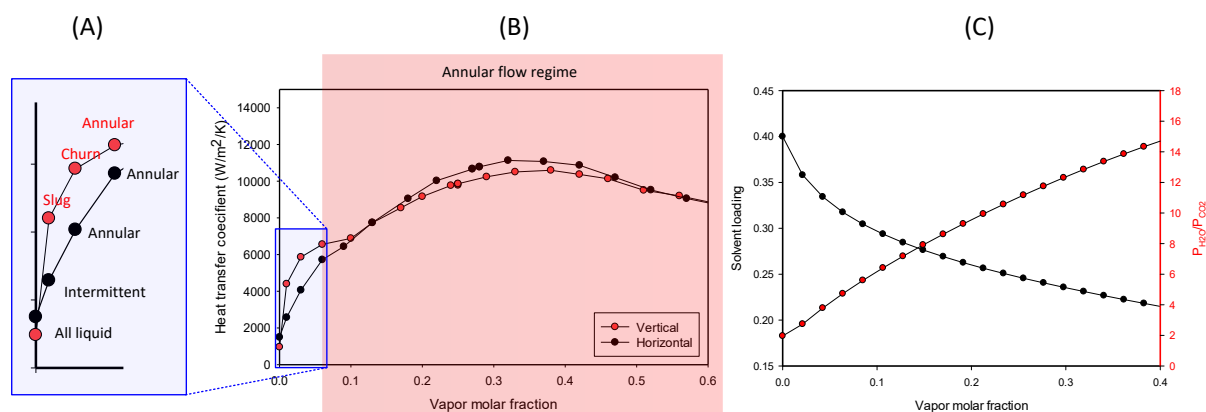 (A)
(B)
(C)
Annular
Churn
Slug
Annular
Annular
Intermittent
All liquid
Annular flow regime
Heat transfer coecifient (W/m²/K)
14000
12000
10000
8000
6000
4000
2000
0
0.0 0.1 0.2 0.3 0.4 0.5 0.6
Vapor molar fraction
Vertical
Horizontal
Solvent loading
0.45
0.40
0.35
0.30
0.25
0.20
0.15
0.0 0.1 0.2 0.3 0.4
Vapor molar fraction
18
16
14
12
10
8
6
4
2
0
P_H2O/P_CO2